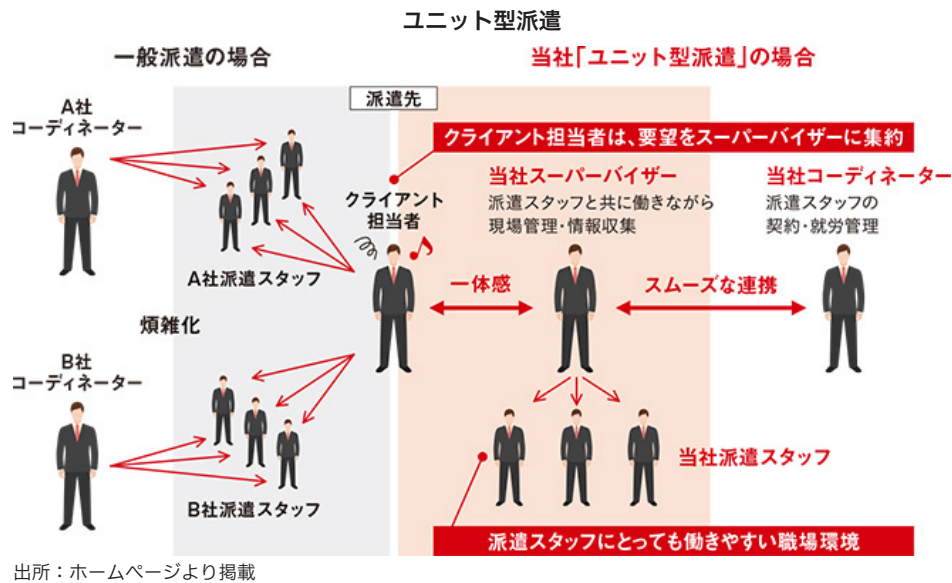 ユニット型派遣
一般派遣の場合
当社「ユニット型派遣」の場合
派遣先
A社
コーディネーター
クライアント担当者は、要望をスーパーバイザーに集約
当社スーパーバイザー
派遣スタッフと共に働きながら
現場管理・情報収集
当社コーディネーター
派遣スタッフの
契約・就労管理
クライアント
担当者
A社派遣スタッフ
一体感
スムーズな連携
煩雑化
B社
コーディネーター
当社派遣スタッフ
B社派遣スタッフ
派遣スタッフにとっても働きやすい職場環境
出所：ホームページより掲載